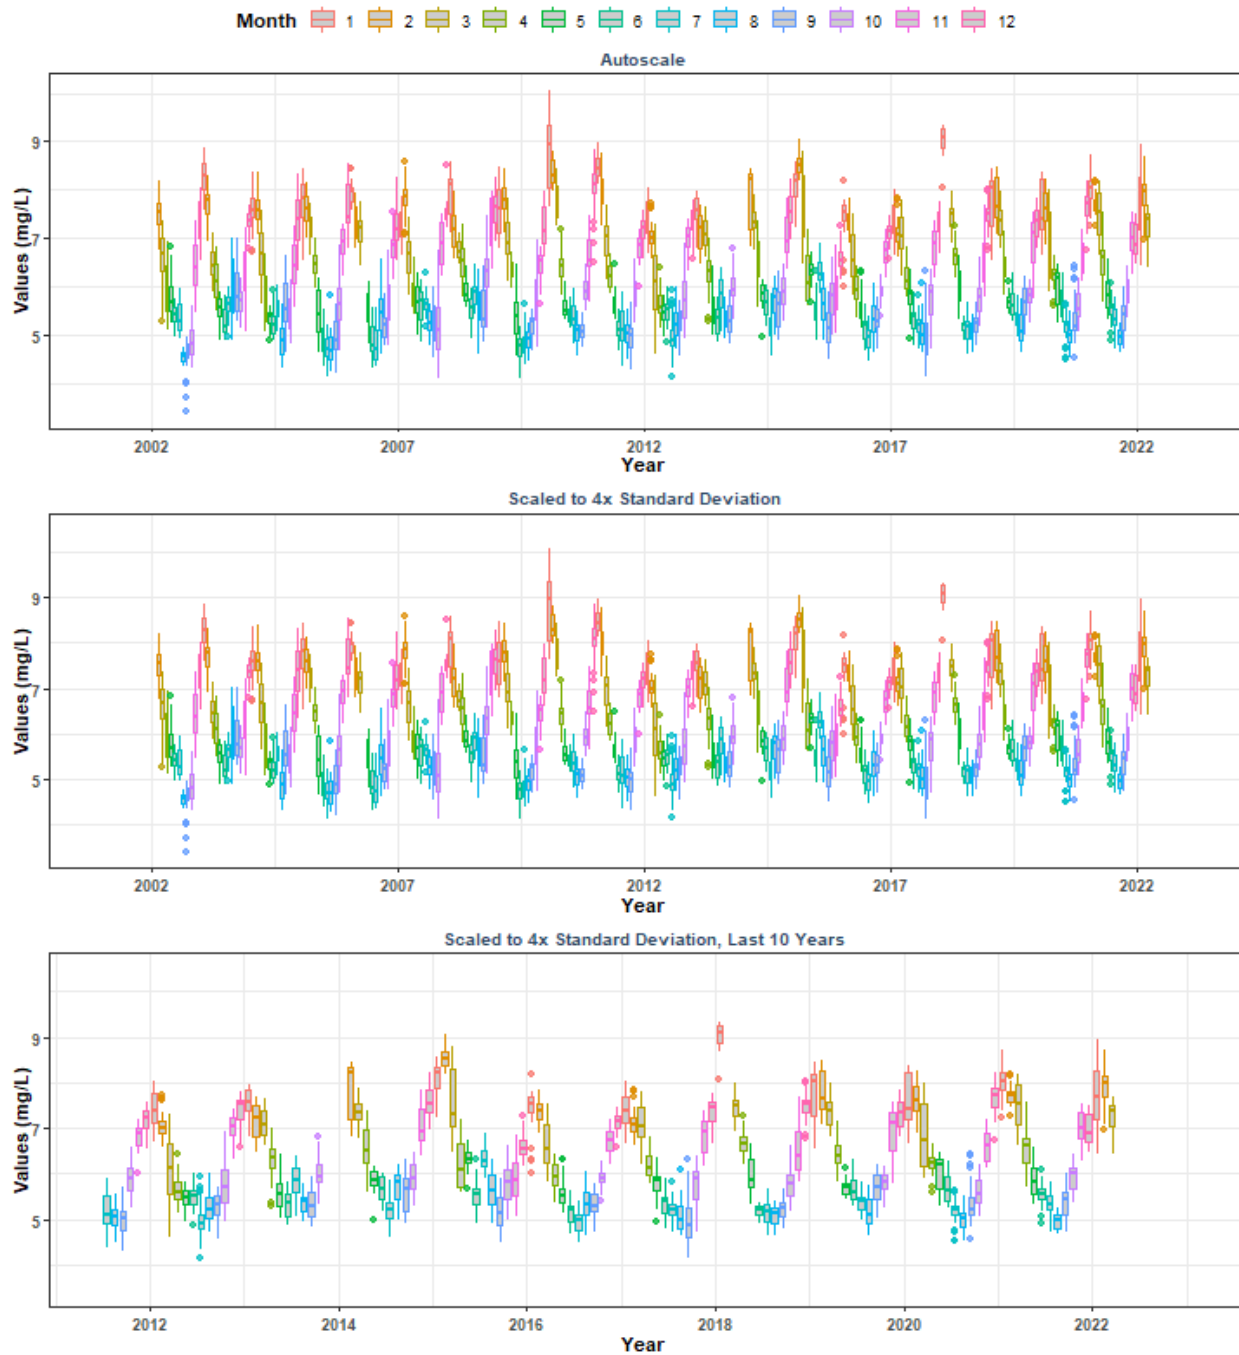 Month 1 2 3 4 5 6 7 8 9 10 11 12
Autoscale
Values (mg/L)
9
7
5
2002 2007 2012 2017 2022
Year
Scaled to 4x Standard Deviation
Values (mg/L)
9
7
5
2002 2007 2012 2017 2022
Year
Scaled to 4x Standard Deviation, Last 10 Years
Values (mg/L)
9
7
5
2012 2014 2016 2018 2020 2022
Year